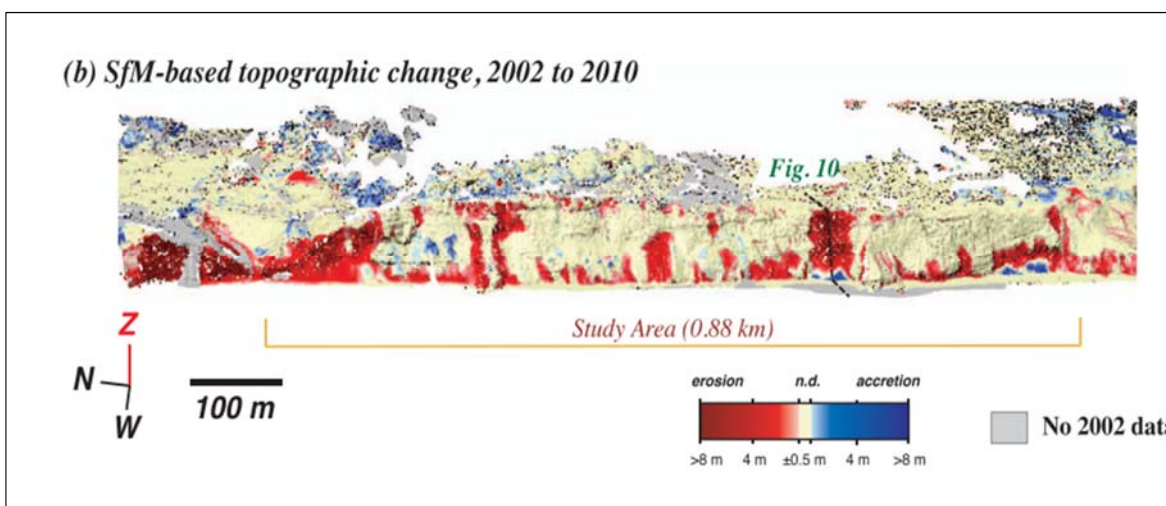 (b) SfM-based topographic change, 2002 to 2010
Fig. 10
Study Area (0.88 km)
Z
N
W
100 m
erosion n.d. accretion
>8 m 4 m ±0.5 m 4 m >8 m
No 2002 data